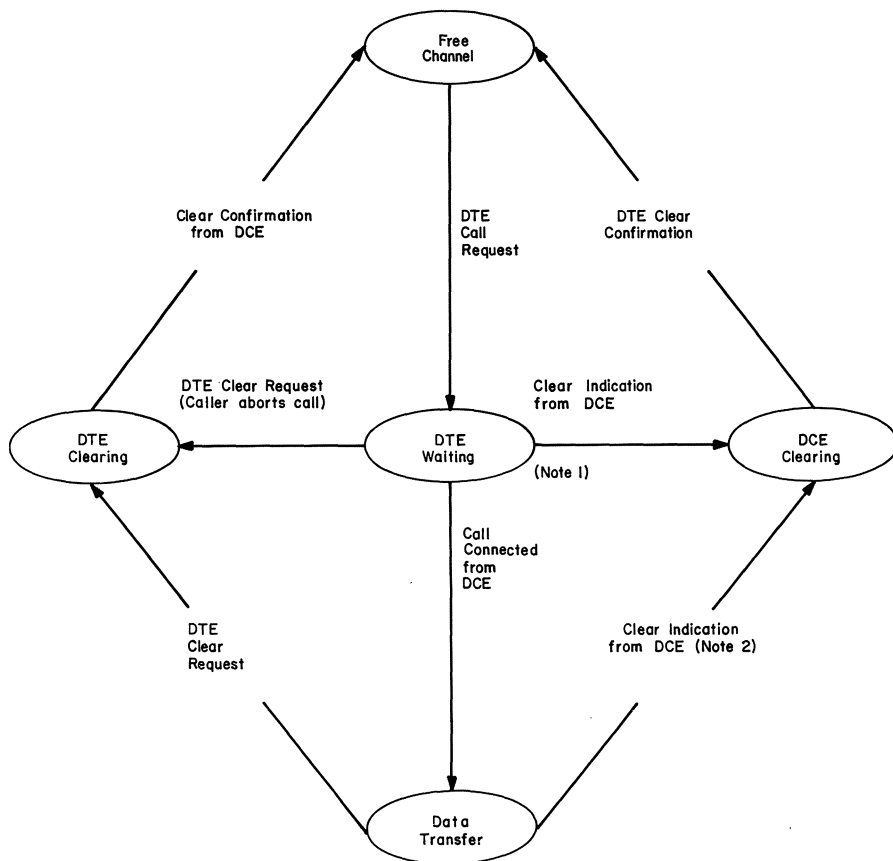 Free
Channel
Clear Confirmation
from DCE
DTE
Call
Request
DTE Clear
Confirmation
DTE Clear Request
(Caller aborts call)
Clear Indication
from DCE
DTE
Clearing
DTE
Waiting
(Note 1)
DCE
Clearing
Call
Connected
from
DCE
DTE
Clear
Request
Clear Indication
from DCE (Note 2)
Data
Transfer